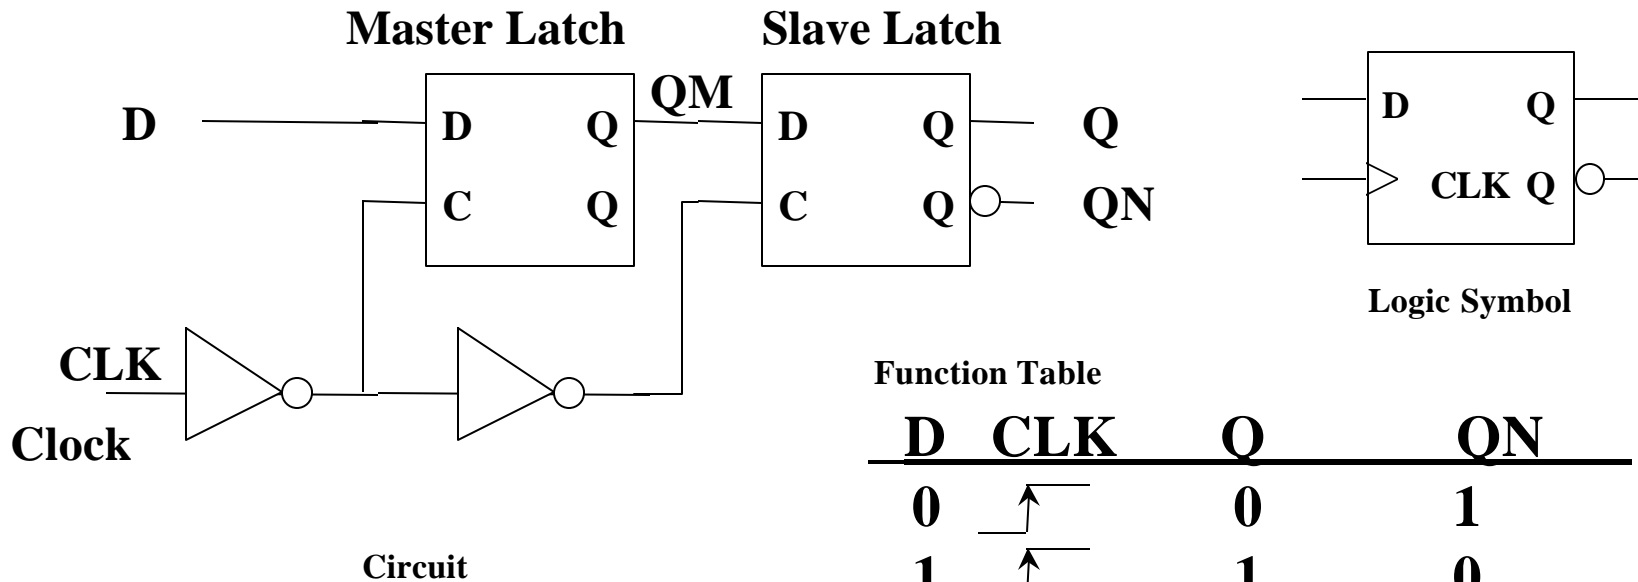 Master Latch Slave Latch
D
D Q
C Q
QM
D Q
C Q
Q
QN
D Q
CLK Q
Logic Symbol
CLK
Clock
Circuit
Function Table
D CLK Q QN
0 0 1
1 1 0